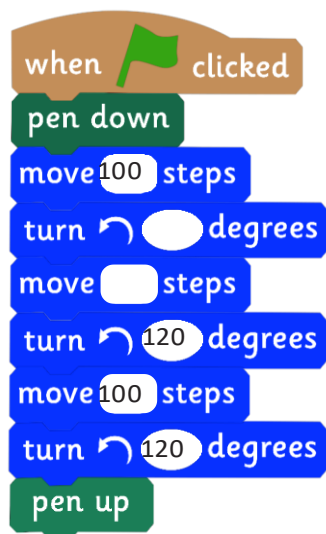 when clicked
pen down
move 100 steps
turn degrees
move steps
turn 120 degrees
move 100 steps
turn 120 degrees
pen up